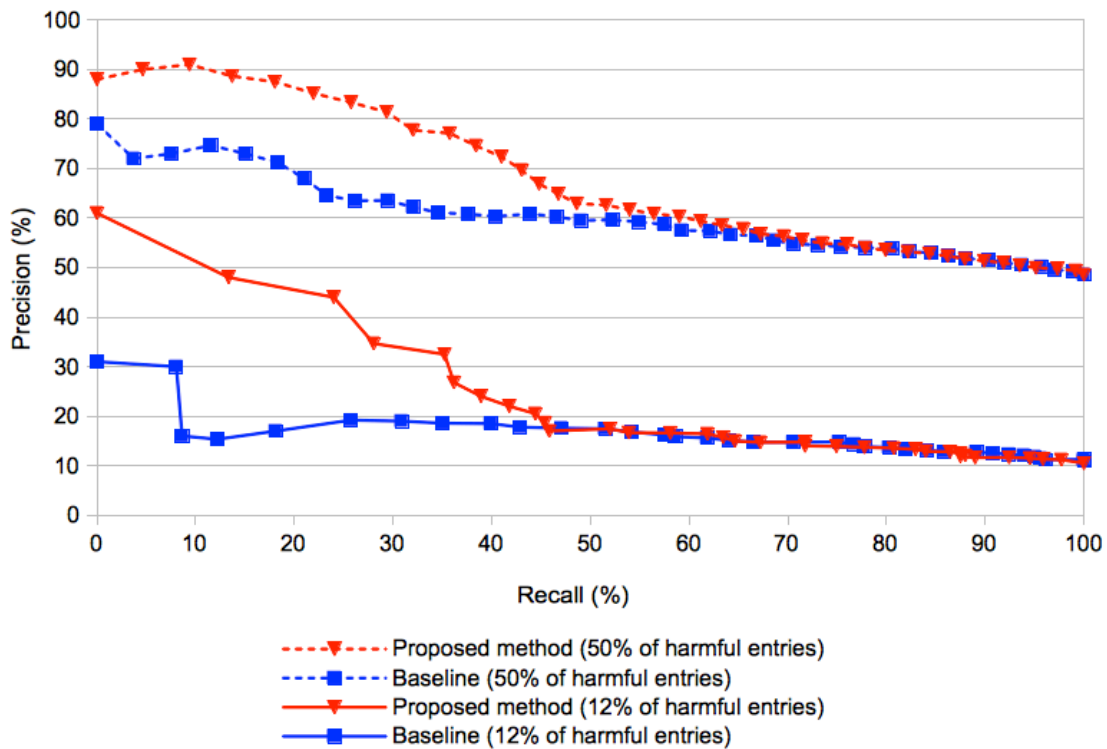 100
90
80
70
60
50
40
30
20
10
0
Precision (%)
0 10 20 30 40 50 60 70 80 90 100
Recall (%)
Proposed method (50% of harmful entries)
Baseline (50% of harmful entries)
Proposed method (12% of harmful entries)
Baseline (12% of harmful entries)